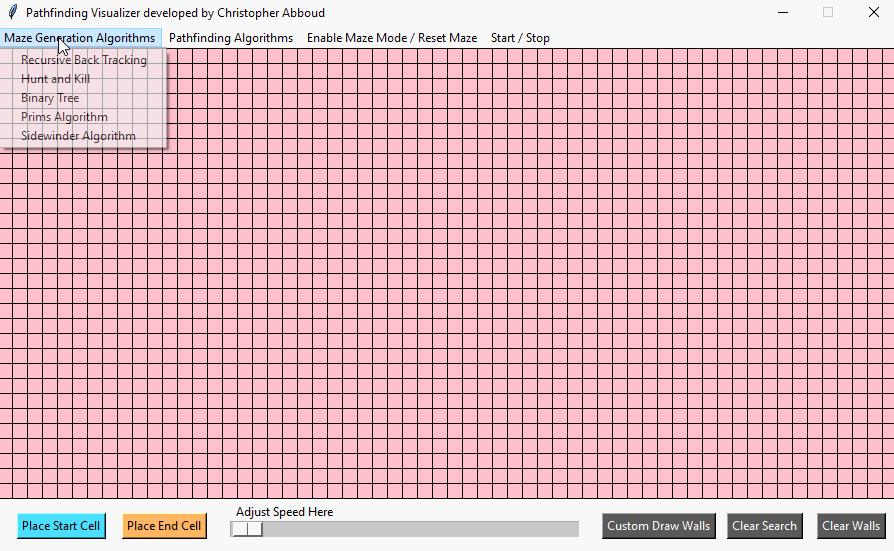 Pathfinding Visualizer developed by Christopher Abboud
Maze Generation Algorithms Pathfinding Algorithms Enable Maze Mode / Reset Maze Start / Stop
Recursive Back Tracking
Hunt and Kill
Binary Tree
Prims Algorithm
Sidewinder Algorithm
Adjust Speed Here
Place Start Cell Place End Cell Custom Draw Walls Clear Search Clear Walls